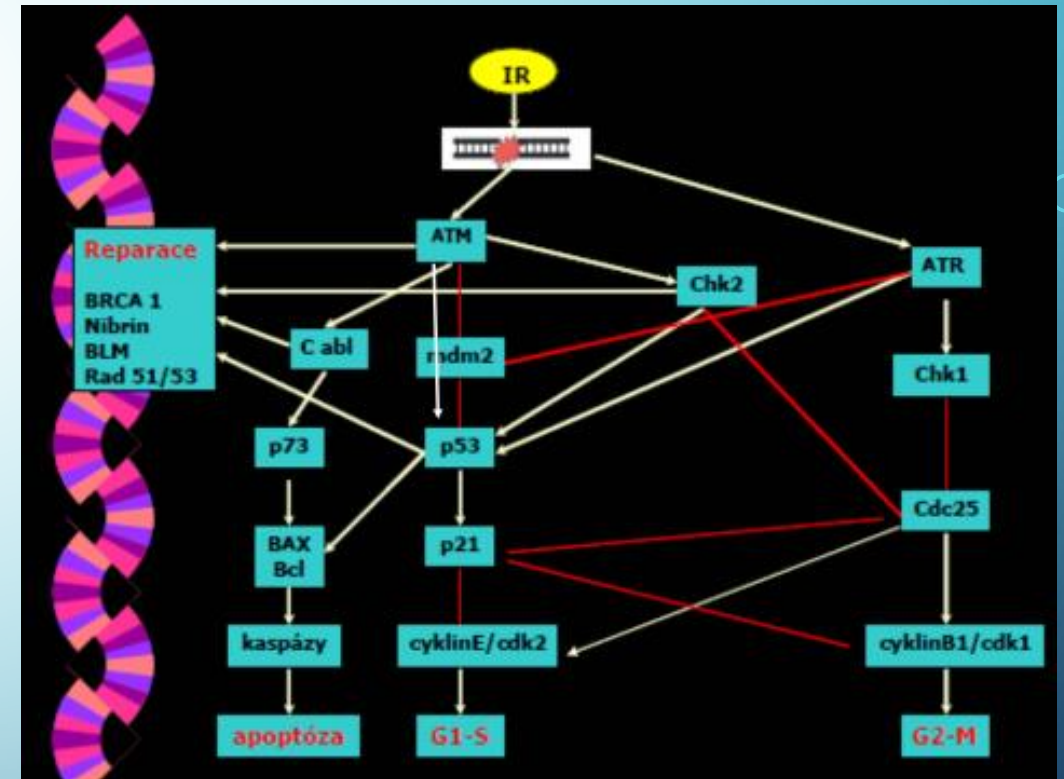 IR
ATM
ATR
Chk2
Reparace
BRCA 1
Nibrin
BLM
Rad 51/53
C abl
mdm2
Chk1
p73
p53
Cdc25
BAX
Bcl
p21
kaspázy
cyklinE/cdk2
cyklinB1/cdk1
apoptóza
G1-S
G2-M